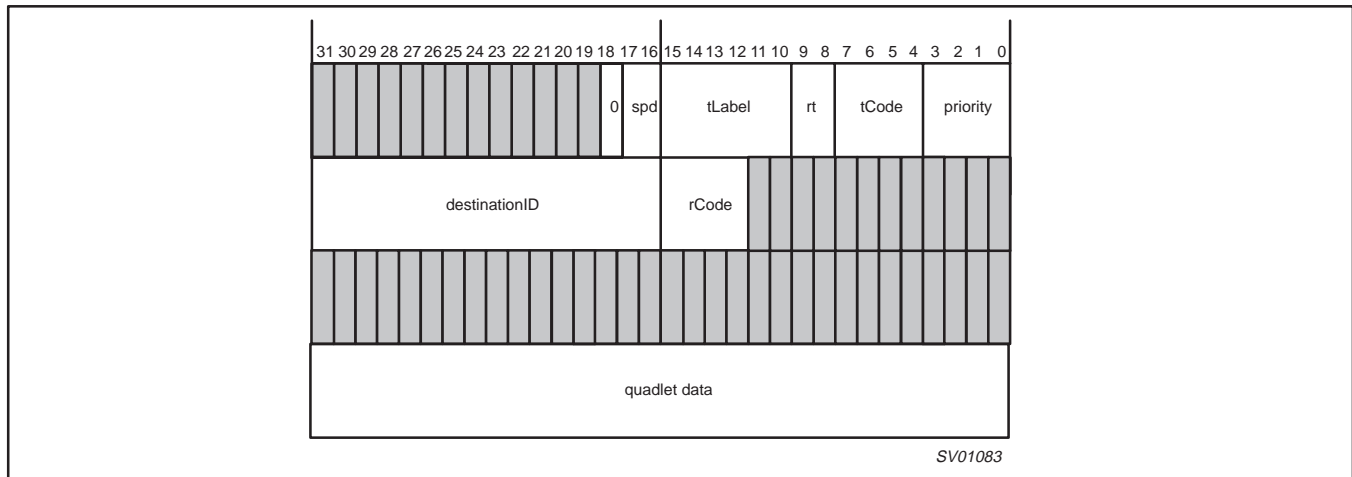 31 30 29 28 27 26 25 24 23 22 21 20 19 18 17 16 15 14 13 12 11 10 9 8 7 6 5 4 3 2 1 0
0 spd tLabel rt tCode priority
destinationID rCode
quadlet data
SV01083